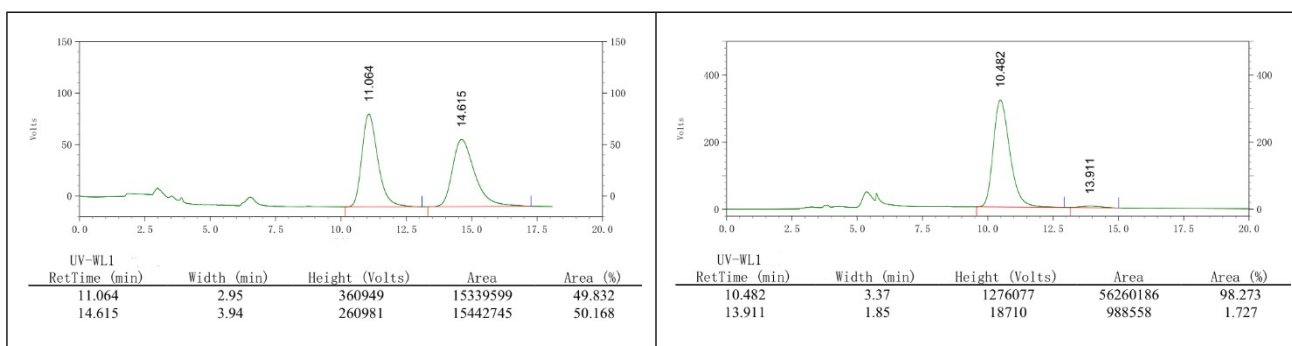 150
100
50
0
150
100
50
0
Volts
11.064
14.615
0.0 2.5 5.0 7.5 10.0 12.5 15.0 17.5 20.0
UV-WL1
RetTime (min) Width (min) Height (Volts) Area Area (%)
11.064 2.95 360949 15339599 49.832
14.615 3.94 260981 15442745 50.168
400
200
0
400
200
0
Volts
10.482
13.911
0.0 2.5 5.0 7.5 10.0 12.5 15.0 17.5 20.0
UV-WL1
RetTime (min) Width (min) Height (Volts) Area Area (%)
10.482 3.37 1276077 56260186 98.273
13.911 1.85 18710 988558 1.727